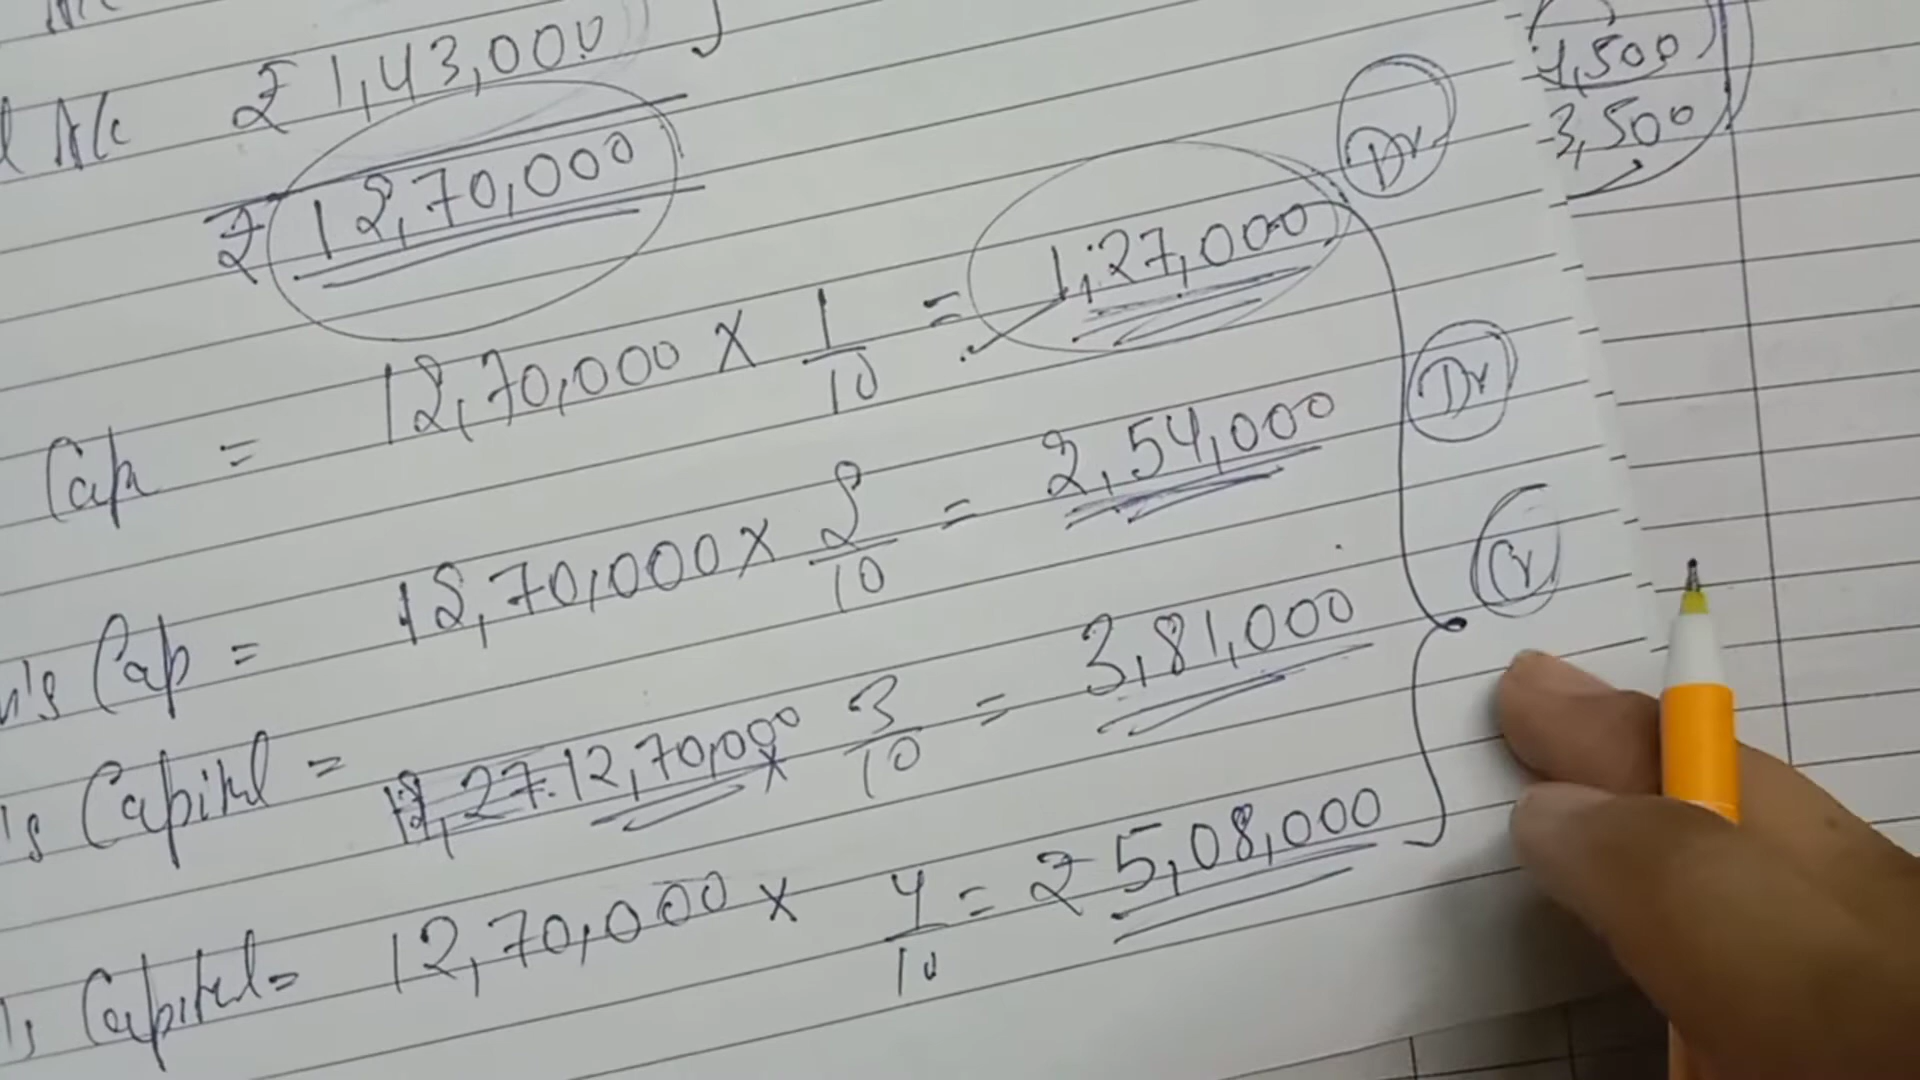 A/c ₹ 1,43,000
₹ 12,70,000
Cap = 12,70,000 × 1/10 = 1,27,000 Dr
's Cap = 12,70,000 × 2/10 = 2,54,000 Dr
's Capital = 12,70,000 × 3/10 = 3,81,000 Cr
's Capital = 12,70,000 × 4/10 = ₹ 5,08,000
4,500
3,500